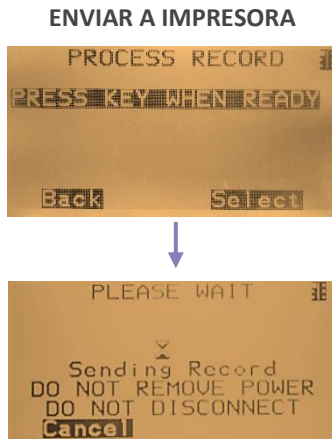 ENVIAR A IMPRESORA
PROCESS RECORD
PRESS KEY WHEN READY
Back Select
PLEASE WAIT
Sending Record
DO NOT REMOVE POWER
DO NOT DISCONNECT
Cancel